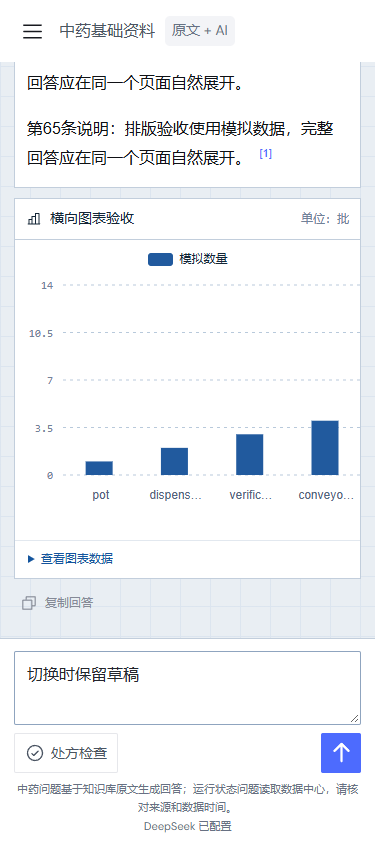 中药基础资料 原文 + AI
回答应在同一个页面自然展开。
第65条说明：排版验收使用模拟数据，完整
回答应在同一个页面自然展开。 [1]
横向图表验收 单位：批
模拟数量
14
10.5
7
3.5
0
pot dispens... verific... conveyo...
查看图表数据
复制回答
切换时保留草稿
处方检查
中药问题基于知识库原文生成回答；运行状态问题读取数据中心，请核
对来源和数据时间。
DeepSeek 已配置